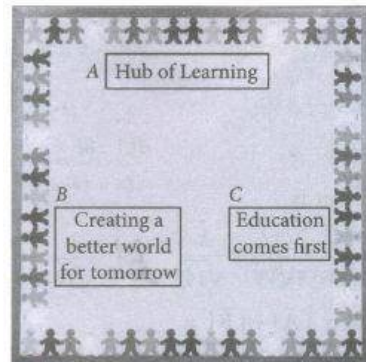 A
Hub of Learning
B
Creating a
better world
for tomorrow
C
Education
comes first